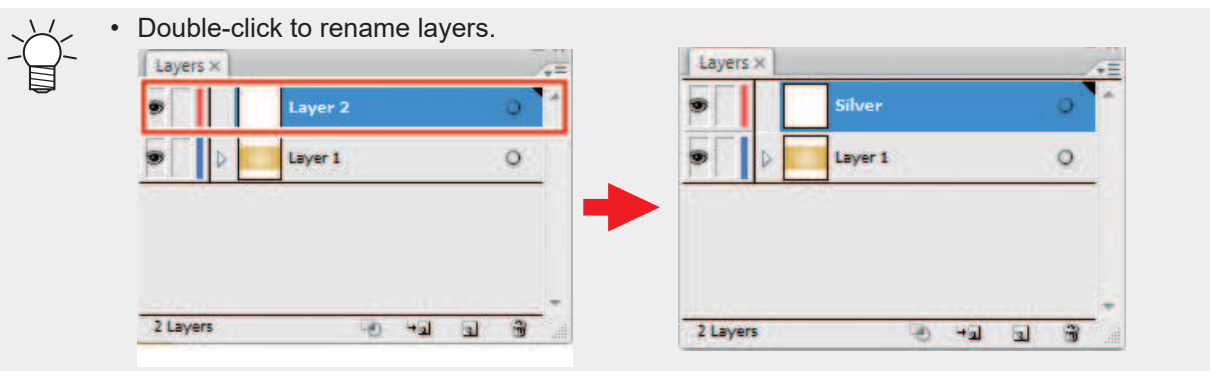 • Double-click to rename layers.
Layers ×
Layer 2
Layer 1
2 Layers
Layers ×
Silver
Layer 1
2 Layers